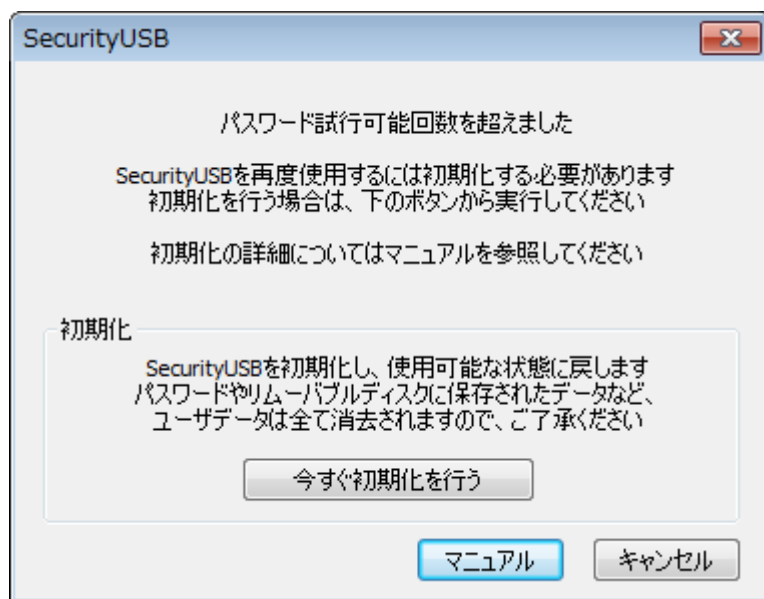 SecurityUSB
パスワード試行可能回数を超えました
SecurityUSBを再度使用するには初期化する必要があります
初期化を行う場合は、下のボタンから実行してください
初期化の詳細についてはマニュアルを参照してください
初期化
SecurityUSBを初期化し、使用可能な状態に戻します
パスワードやリムーバブルディスクに保存されたデータなど、
ユーザデータは全て消去されますので、ご了承ください
今すぐ初期化を行う
マニュアル
キャンセル